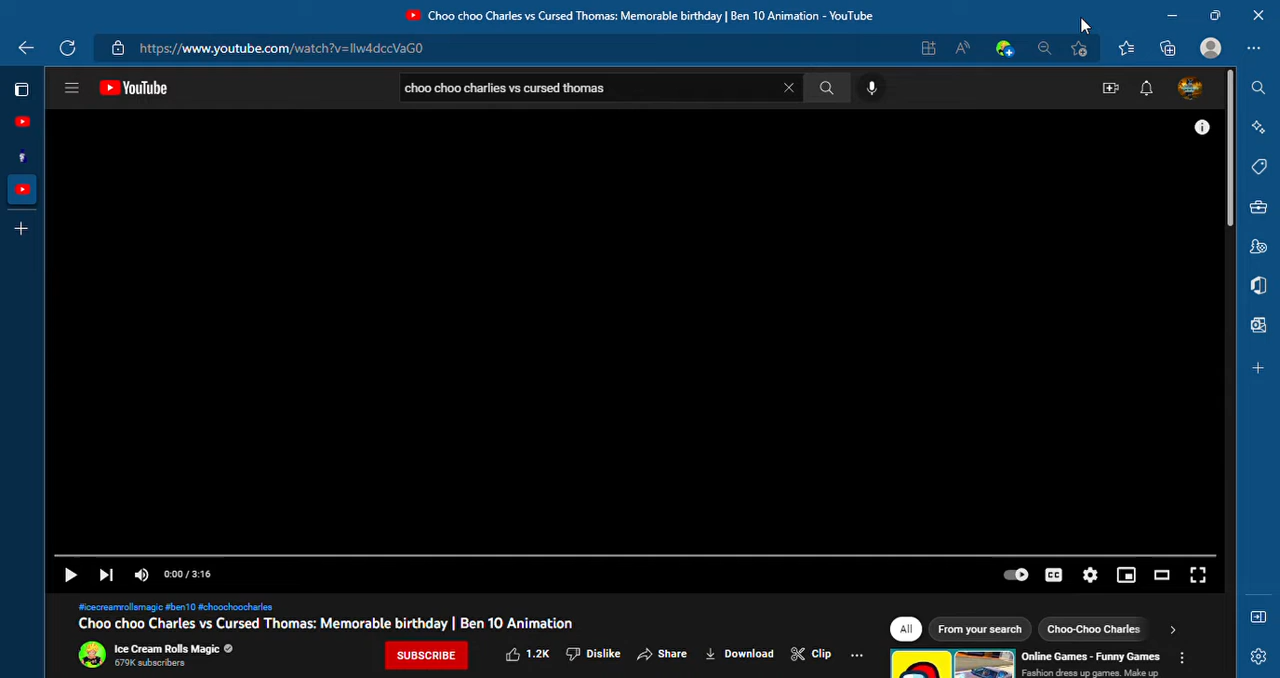 Choo choo Charles vs Cursed Thomas: Memorable birthday | Ben 10 Animation - YouTube
https://www.youtube.com/watch?v=llw4dccVaG0
YouTube
choo choo charlies vs cursed thomas
0:00 / 3:16
CC
#icecreamrollsmagic #ben10 #choochoocharles
Choo choo Charles vs Cursed Thomas: Memorable birthday | Ben 10 Animation
Ice Cream Rolls Magic
679K subscribers
SUBSCRIBE
1.2K
Dislike
Share
Download
Clip
All
From your search
Choo-Choo Charles
Online Games - Funny Games
Fashion dress up games. Make up